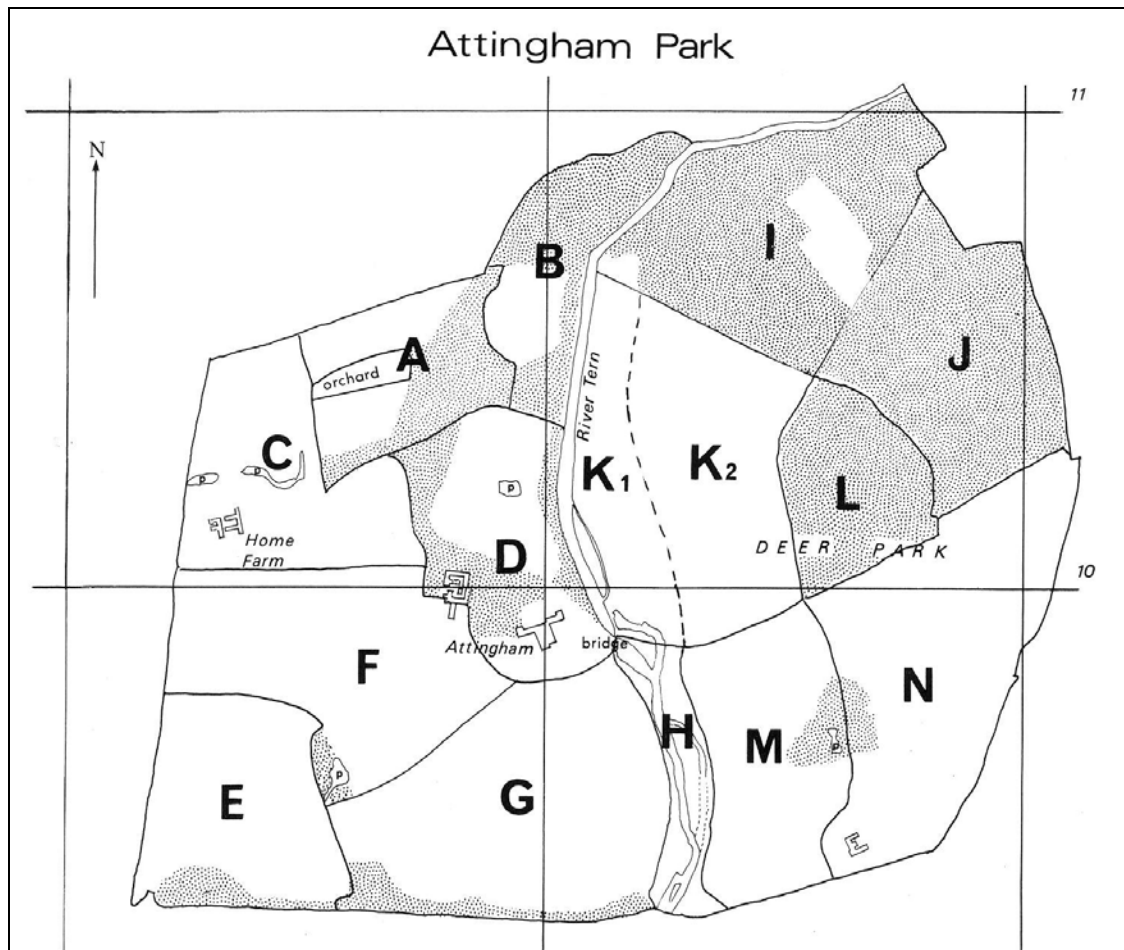 Attingham Park
11
N
B
I
A
orchard
J
River Tern
C
p
p
K1
K2
p
L
Home
Farm
D
DEER PARK
10
Attingham
bridge
F
N
H
M
p
p
E
G